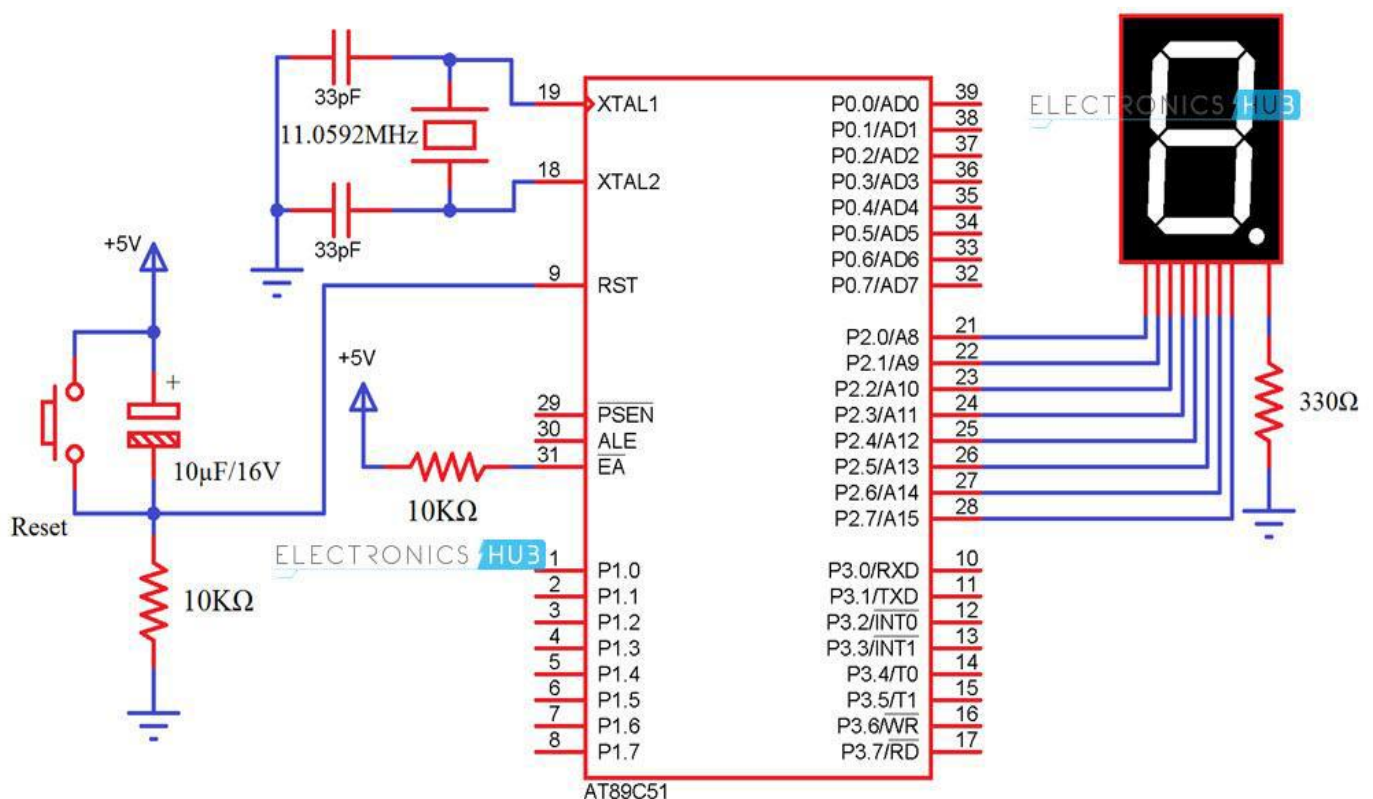 33pF
11.0592MHz
33pF
+5V
+
10µF/16V
Reset
10KΩ
+5V
10KΩ
ELECTRONICS HUB
19 XTAL1
18 XTAL2
9 RST
29 PSEN
30 ALE
31 EA
1 P1.0
2 P1.1
3 P1.2
4 P1.3
5 P1.4
6 P1.5
7 P1.6
8 P1.7
P0.0/AD0 39
P0.1/AD1 38
P0.2/AD2 37
P0.3/AD3 36
P0.4/AD4 35
P0.5/AD5 34
P0.6/AD6 33
P0.7/AD7 32
P2.0/A8 21
P2.1/A9 22
P2.2/A10 23
P2.3/A11 24
P2.4/A12 25
P2.5/A13 26
P2.6/A14 27
P2.7/A15 28
P3.0/RXD 10
P3.1/TXD 11
P3.2/INT0 12
P3.3/INT1 13
P3.4/T0 14
P3.5/T1 15
P3.6/WR 16
P3.7/RD 17
AT89C51
ELECTRONICS HUB
330Ω